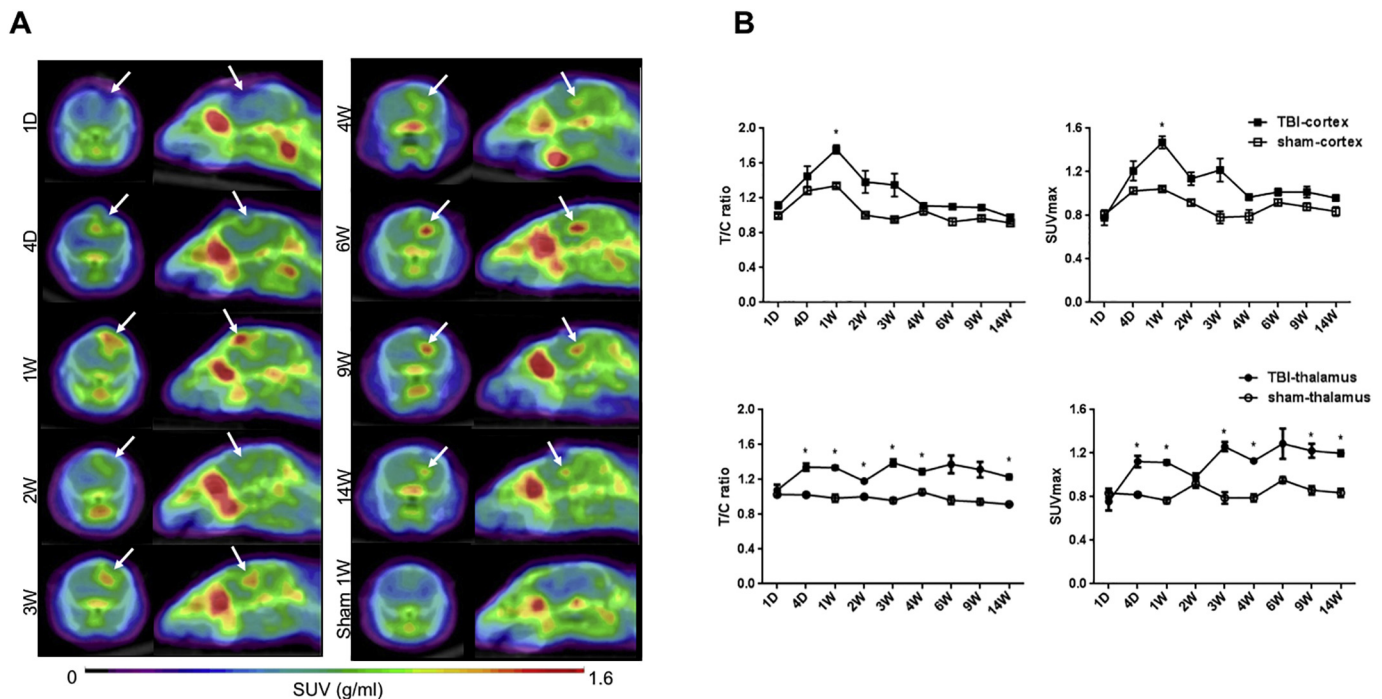 A
1D
4D
1W
2W
3W
4W
6W
9W
14W
Sham 1W
0
1.6
SUV (g/ml)
B
2.0
1.6
1.2
0.8
0.4
0.0
T/C ratio
1D
4D
1W
2W
3W
4W
6W
9W
14W
*
1.6
1.2
0.8
0.4
0.0
SUVmax
1D
4D
1W
2W
3W
4W
6W
9W
14W
*
TBI-cortex
sham-cortex
2.0
1.6
1.2
0.8
0.4
0.0
T/C ratio
1D
4D
1W
2W
3W
4W
6W
9W
14W
* * * * * *
1.6
1.2
0.8
0.4
0.0
SUVmax
1D
4D
1W
2W
3W
4W
6W
9W
14W
* * * * * *
TBI-thalamus
sham-thalamus